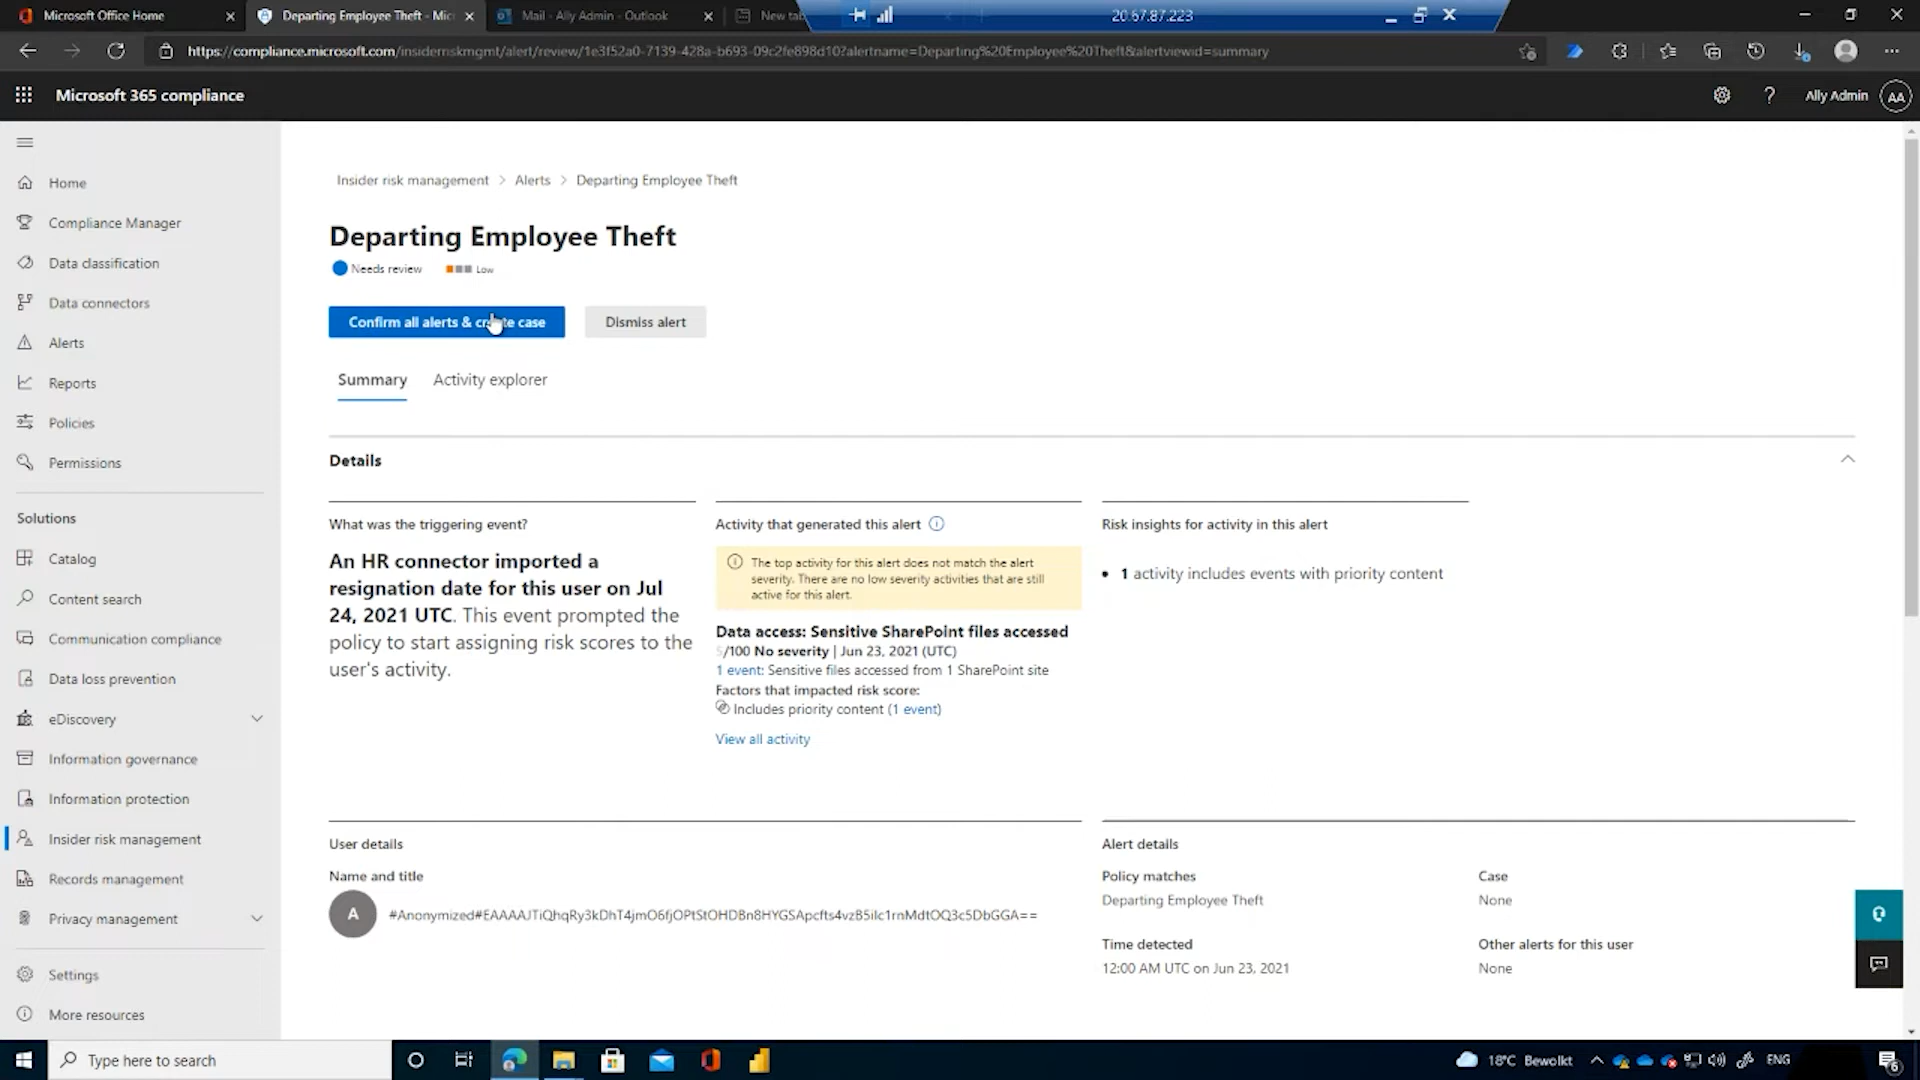 Microsoft Office Home
Departing Employee Theft - Mic
Mail - Ally Admin - Outlook
New tab
20.67.87.223
https://compliance.microsoft.com/insiderriskmgmt/alert/review/1e3f52a0-7139-428a-b693-09c2fe898d10?alertname=Departing%20Employee%20Theft&alertviewid=summary
Microsoft 365 compliance
Ally Admin
AA
Home
Compliance Manager
Data classification
Data connectors
Alerts
Reports
Policies
Permissions
Solutions
Catalog
Content search
Communication compliance
Data loss prevention
eDiscovery
Information governance
Information protection
Insider risk management
Records management
Privacy management
Settings
More resources
Insider risk management > Alerts > Departing Employee Theft
Departing Employee Theft
Needs review
Low
Confirm all alerts & create case
Dismiss alert
Summary
Activity explorer
Details
What was the triggering event?
An HR connector imported a
resignation date for this user on Jul
24, 2021 UTC. This event prompted the
policy to start assigning risk scores to the
user's activity.
Activity that generated this alert
The top activity for this alert does not match the alert
severity. There are no low severity activities that are still
active for this alert.
Data access: Sensitive SharePoint files accessed
5/100 No severity | Jun 23, 2021 (UTC)
1 event: Sensitive files accessed from 1 SharePoint site
Factors that impacted risk score:
Includes priority content (1 event)
View all activity
Risk insights for activity in this alert
• 1 activity includes events with priority content
User details
Name and title
A
#Anonymized#EAAAAJTiQhqRy3kDhT4jmO6fjOPtStOHDBn8HYGSApcfts4vzB5ilc1rnMdtOQ3c5DbGGA==
Alert details
Policy matches
Departing Employee Theft
Case
None
Time detected
12:00 AM UTC on Jun 23, 2021
Other alerts for this user
None
Type here to search
18°C Bewolkt
ENG
6